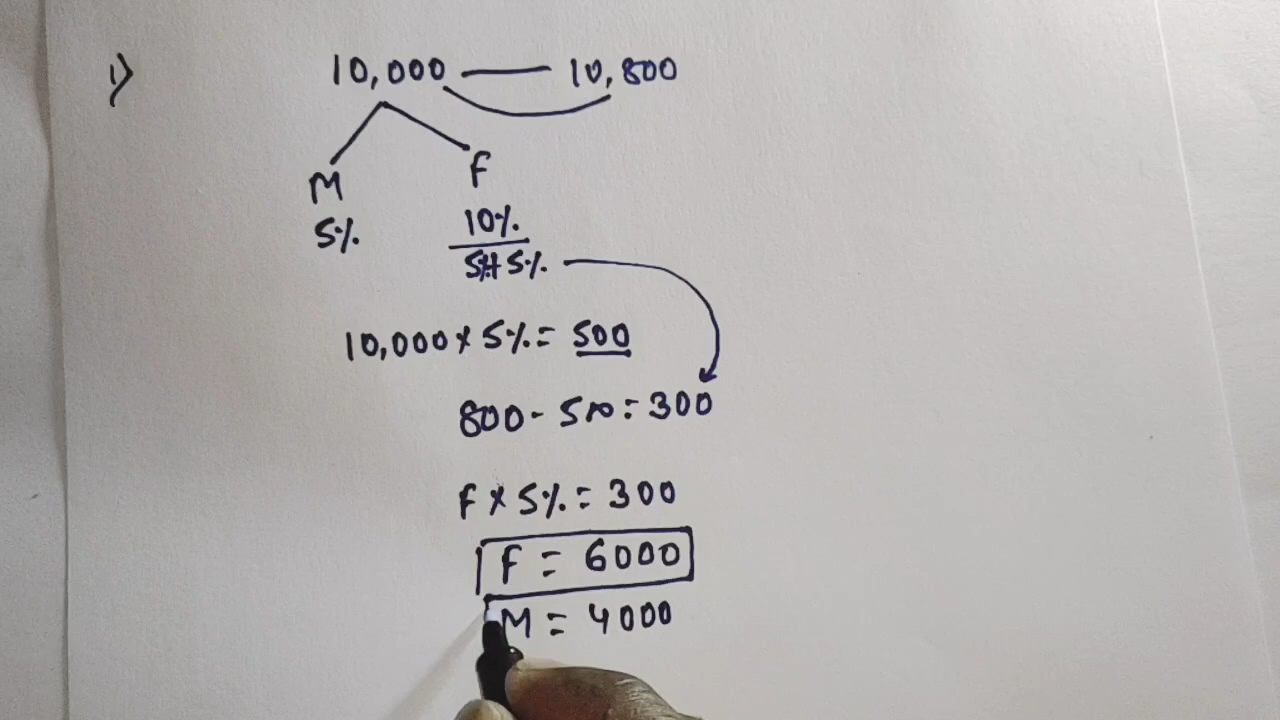 1) 10,000 — 10,800
M F
5% 10%
5+5%
10,000 × 5% = 500
800 - 500 = 300
F × 5% = 300
F = 6000
M = 4000